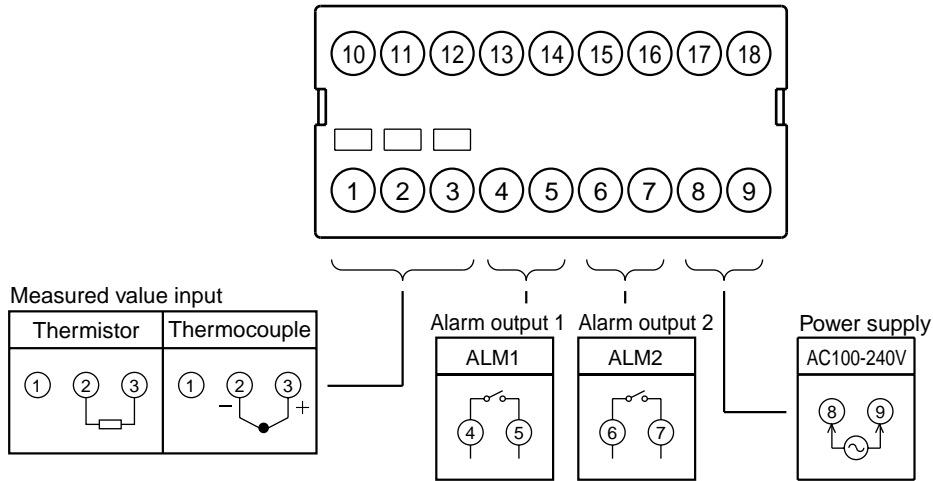 10 11 12 13 14 15 16 17 18
1 2 3 4 5 6 7 8 9
Measured value input
Thermistor Thermocouple
1 2 3 1 2 3
− +
Alarm output 1
ALM1
4 5
Alarm output 2
ALM2
6 7
Power supply
AC100-240V
8 9